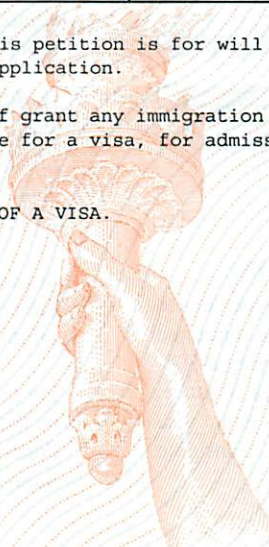 is petition is for will
pplication.
f grant any immigration
e for a visa, for admiss
OF A VISA.